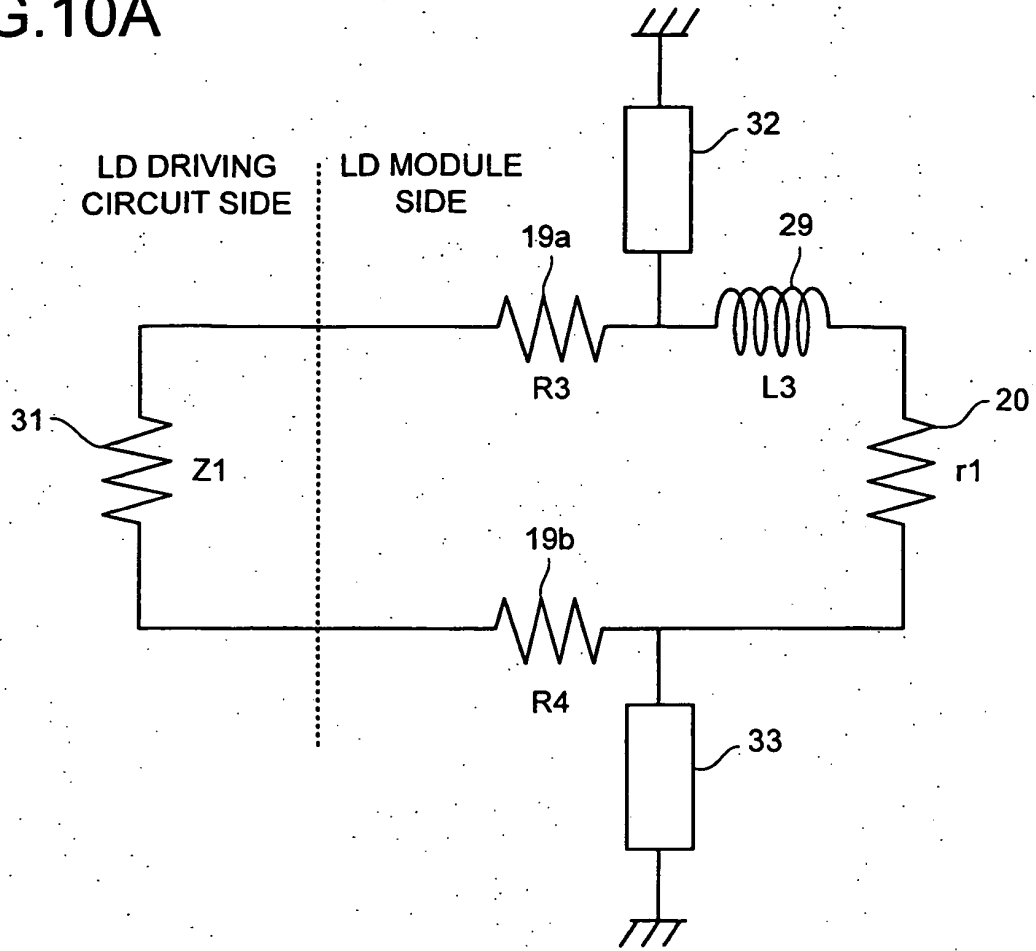 G.10A
32
LD DRIVING
CIRCUIT SIDE
LD MODULE
SIDE
19a
29
R3
L3
31
Z1
20
r1
19b
R4
33